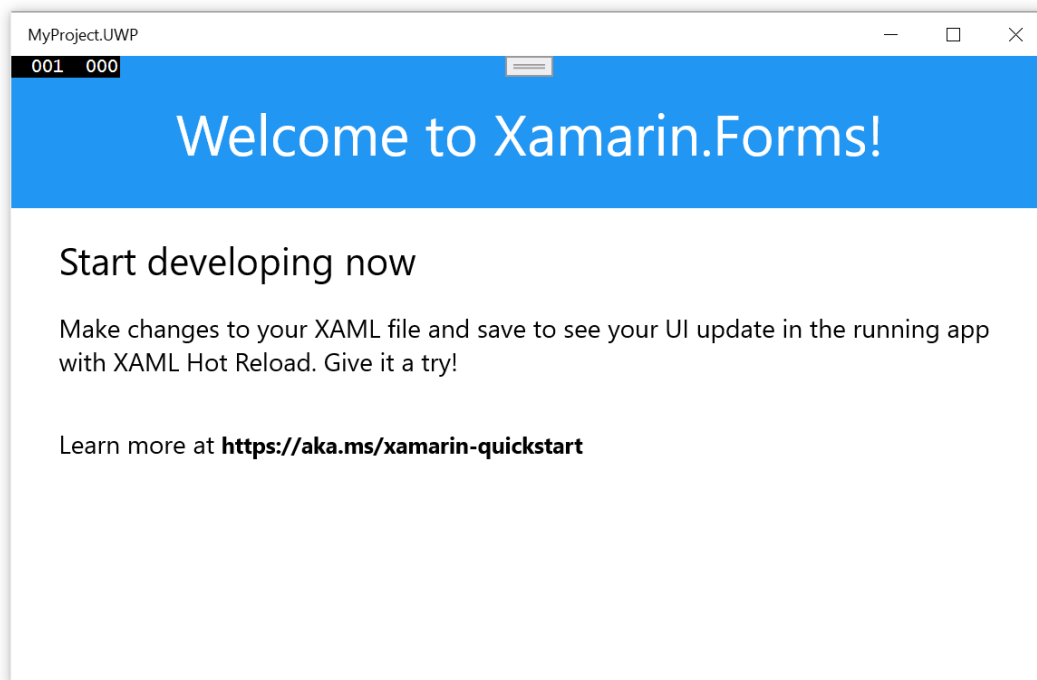 MyProject.UWP
001 000
Welcome to Xamarin.Forms!
Start developing now
Make changes to your XAML file and save to see your UI update in the running app
with XAML Hot Reload. Give it a try!
Learn more at https://aka.ms/xamarin-quickstart